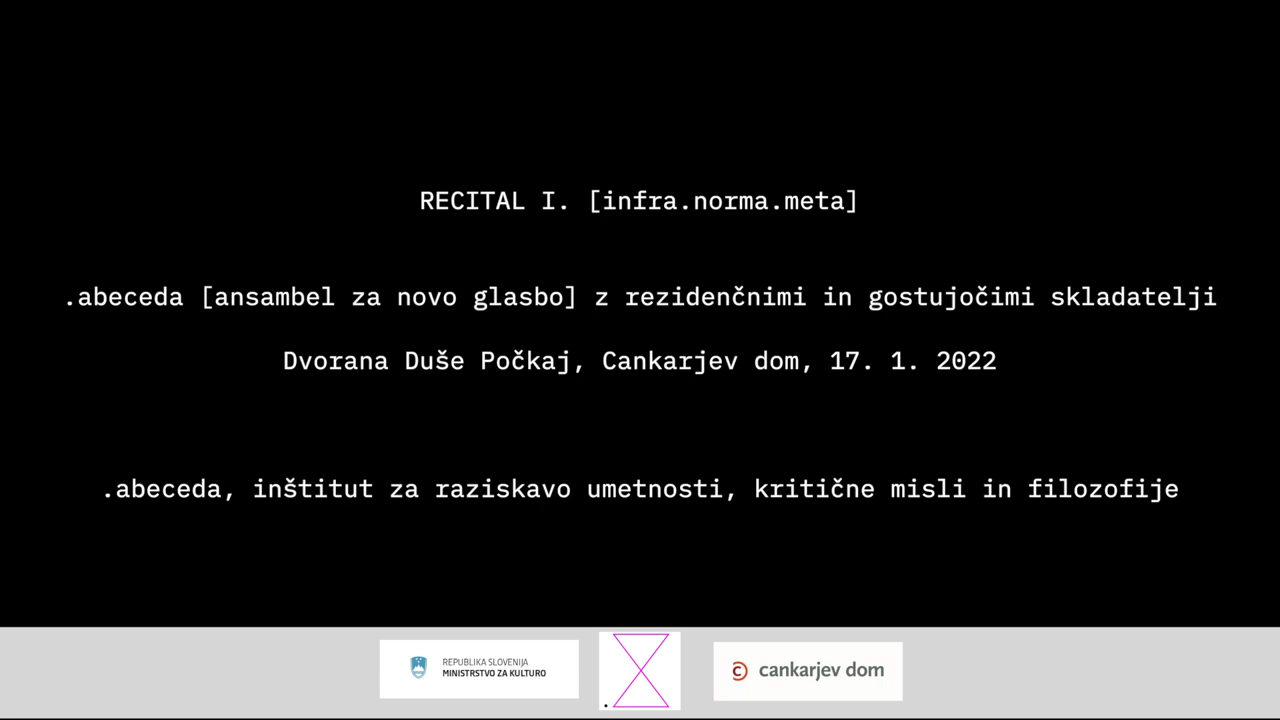 RECITAL I. [infra.norma.meta]
.abeceda [ansambel za novo glasbo] z rezidenčnimi in gostujočimi skladatelji
Dvorana Duše Počkaj, Cankarjev dom, 17. 1. 2022
.abeceda, inštitut za raziskavo umetnosti, kritične misli in filozofije
REPUBLIKA SLOVENIJA
MINISTRSTVO ZA KULTURO
cankarjev dom